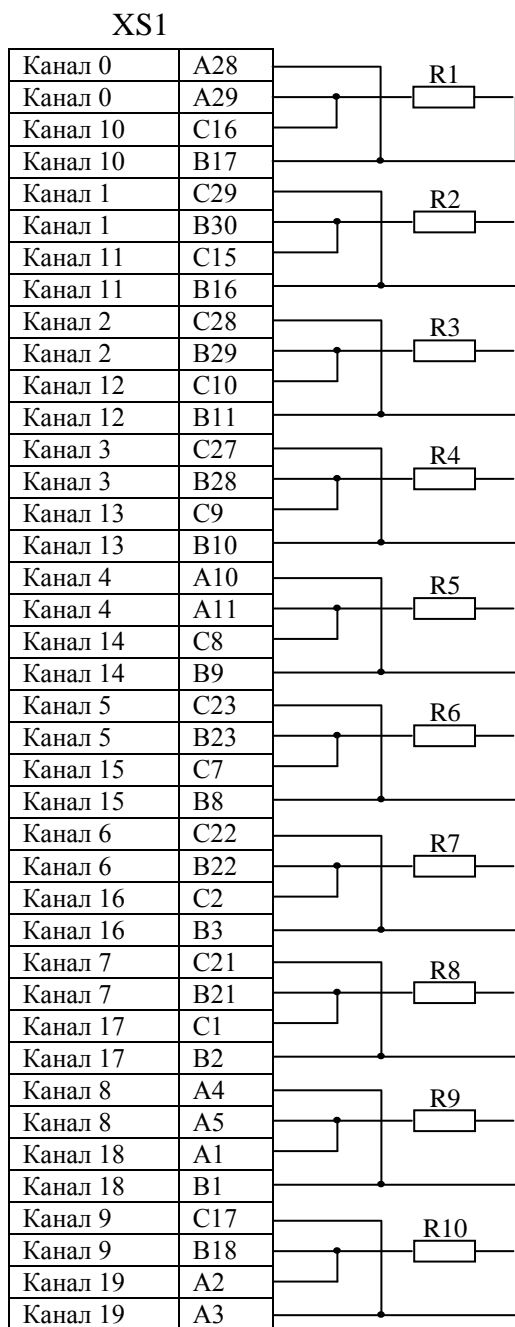 XS1
Канал 0 A28
R1
Канал 0 A29
Канал 10 C16
Канал 10 B17
Канал 1 C29
R2
Канал 1 B30
Канал 11 C15
Канал 11 B16
Канал 2 C28
R3
Канал 2 B29
Канал 12 C10
Канал 12 B11
Канал 3 C27
R4
Канал 3 B28
Канал 13 C9
Канал 13 B10
Канал 4 A10
R5
Канал 4 A11
Канал 14 C8
Канал 14 B9
Канал 5 C23
R6
Канал 5 B23
Канал 15 C7
Канал 15 B8
Канал 6 C22
R7
Канал 6 B22
Канал 16 C2
Канал 16 B3
Канал 7 C21
R8
Канал 7 B21
Канал 17 C1
Канал 17 B2
Канал 8 A4
R9
Канал 8 A5
Канал 18 A1
Канал 18 B1
Канал 9 C17
R10
Канал 9 B18
Канал 19 A2
Канал 19 A3